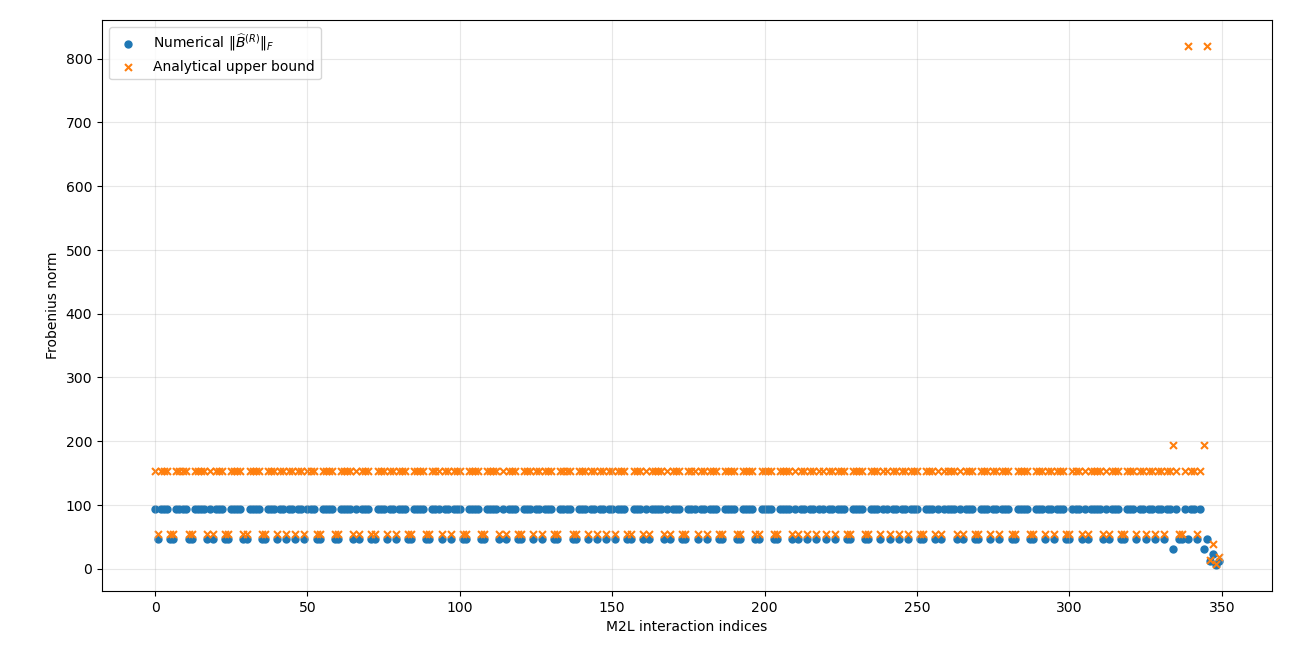 Numerical ‖B̂⁽ᴿ⁾‖_F
Analytical upper bound
Frobenius norm
800
700
600
500
400
300
200
100
0
0 50 100 150 200 250 300 350
M2L interaction indices